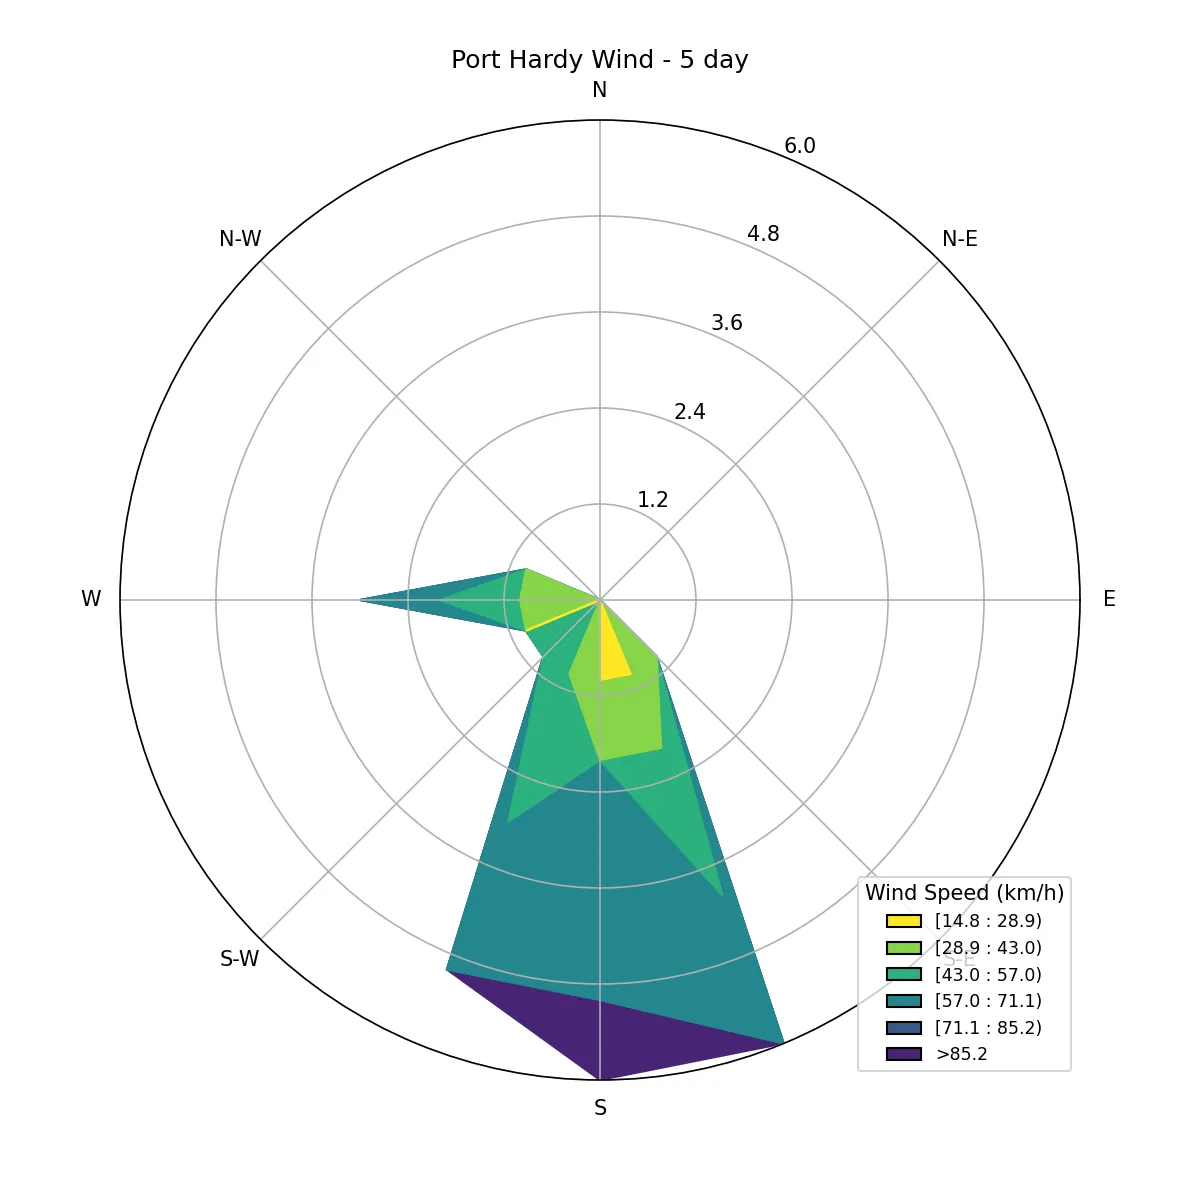 Port Hardy Wind - 5 day
N
6.0
N-W
4.8
N-E
3.6
2.4
1.2
W
E
S-W
S-E
S
Wind Speed (km/h)
[14.8 : 28.9)
[28.9 : 43.0)
[43.0 : 57.0)
[57.0 : 71.1)
[71.1 : 85.2)
>85.2